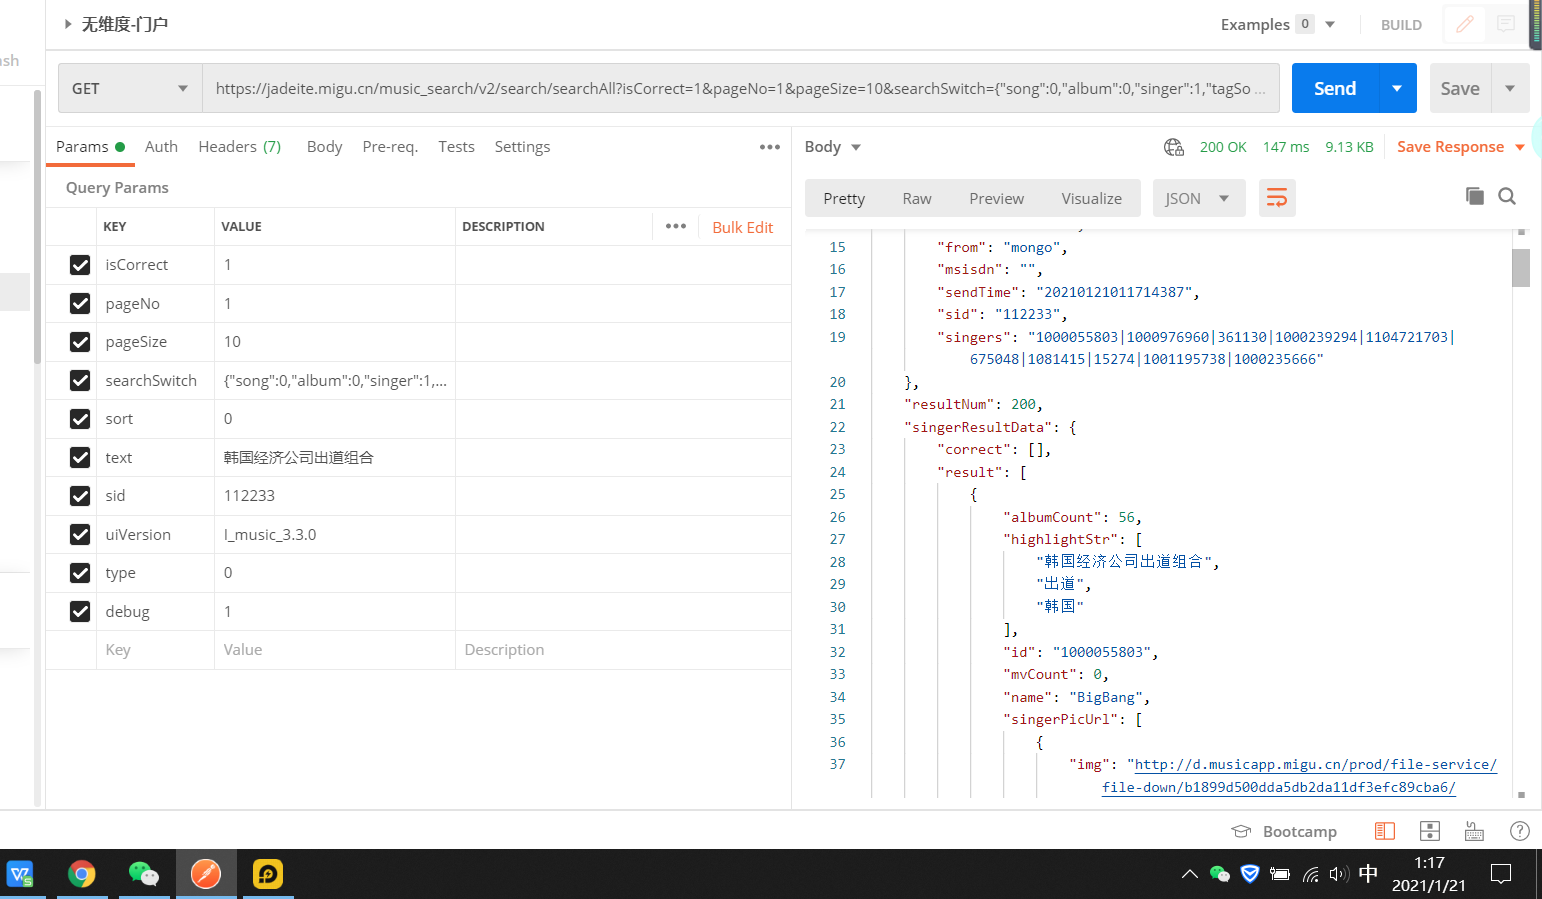 无维度-门户
Examples 0
BUILD
ash
GET
https://jadeite.migu.cn/music_search/v2/search/searchAll?isCorrect=1&pageNo=1&pageSize=10&searchSwitch={"song":0,"album":0,"singer":1,"tagSo ...
Send
Save
Params
Auth
Headers (7)
Body
Pre-req.
Tests
Settings
Query Params
KEY VALUE DESCRIPTION
Bulk Edit
isCorrect 1
pageNo 1
pageSize 10
searchSwitch {"song":0,"album":0,"singer":1,...
sort 0
text 韩国经济公司出道组合
sid 112233
uiVersion I_music_3.3.0
type 0
debug 1
Key Value Description
Body
200 OK 147 ms 9.13 KB Save Response
Pretty Raw Preview Visualize JSON
15 "from": "mongo",
16 "msisdn": "",
17 "sendTime": "20210121011714387",
18 "sid": "112233",
19 "singers": "1000055803|1000976960|361130|1000239294|1104721703|
675048|1081415|15274|1001195738|1000235666"
20 },
21 "resultNum": 200,
22 "singerResultData": {
23 "correct": [],
24 "result": [
25 {
26 "albumCount": 56,
27 "highlightStr": [
28 "韩国经济公司出道组合",
29 "出道",
30 "韩国"
31 ],
32 "id": "1000055803",
33 "mvCount": 0,
34 "name": "BigBang",
35 "singerPicUrl": [
36 {
37 "img": "http://d.musicapp.migu.cn/prod/file-service/
file-down/b1899d500dda5db2da11df3efc89cba6/
Bootcamp
中
1:17
2021/1/21